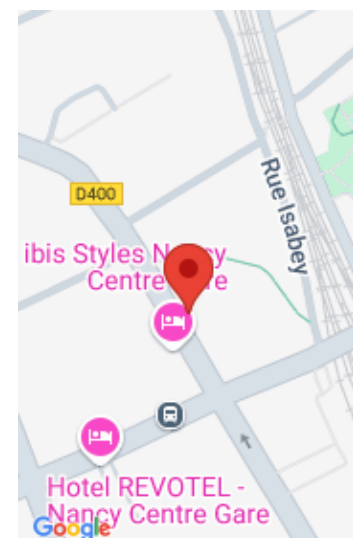 D400
Rue Isabey
ibis Styles Nancy
Centre Gare
Hotel REVOTEL -
Nancy Centre Gare
Google